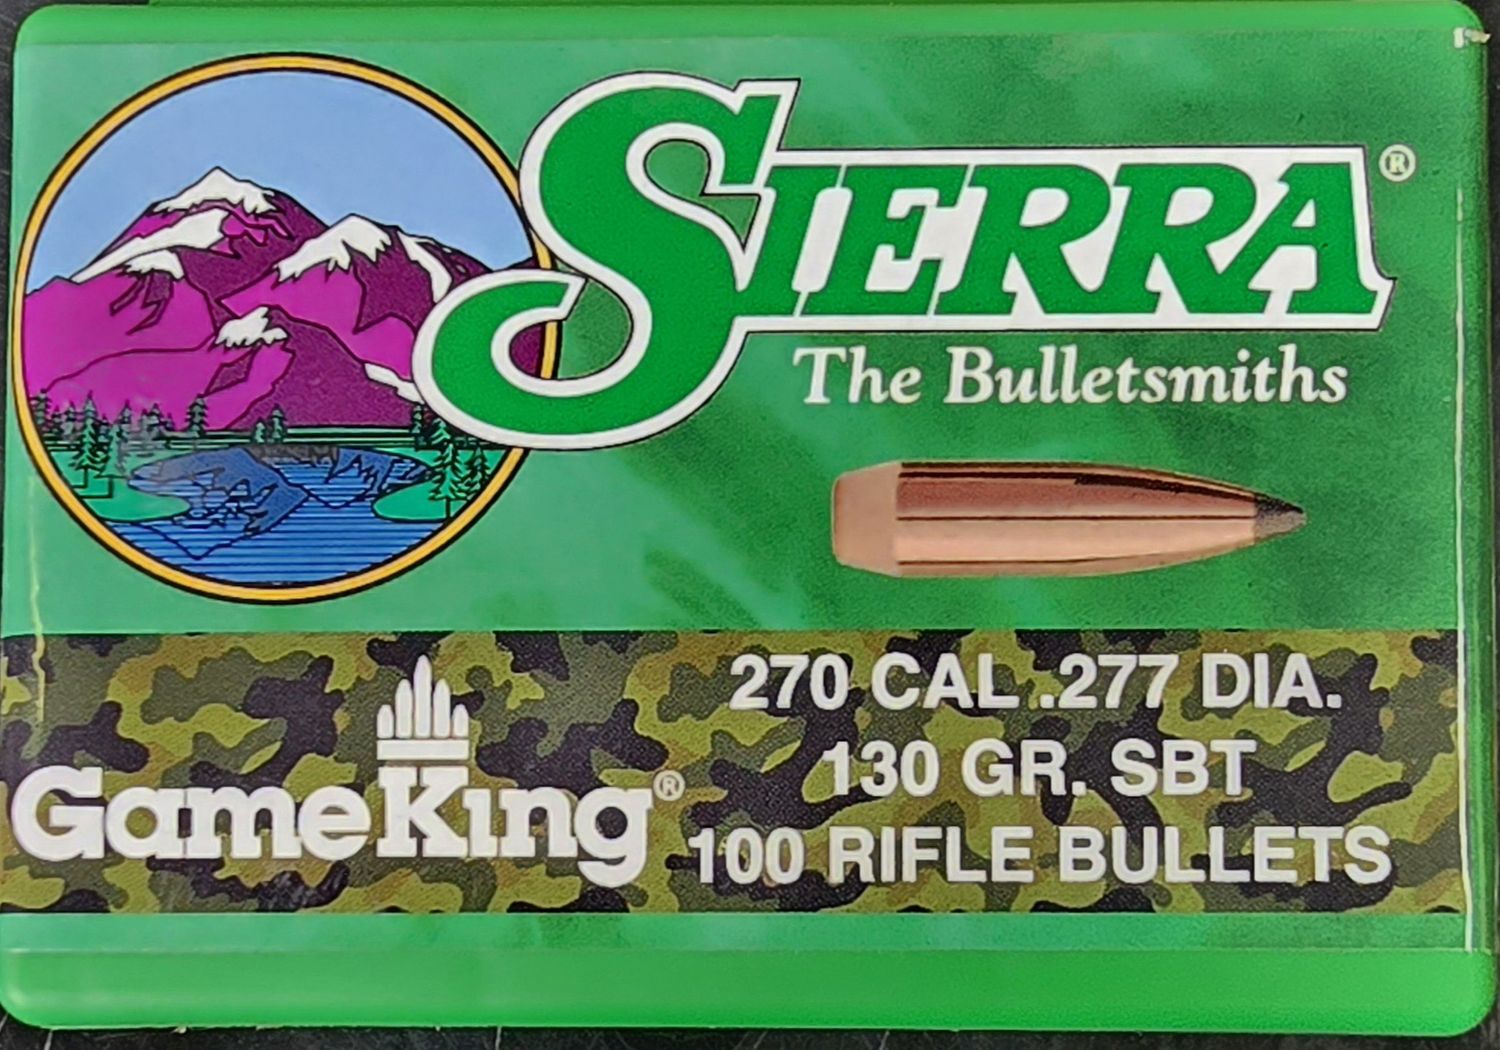 SIERRA®
The Bulletsmiths
270 CAL .277 DIA.
130 GR. SBT
GameKing®
100 RIFLE BULLETS